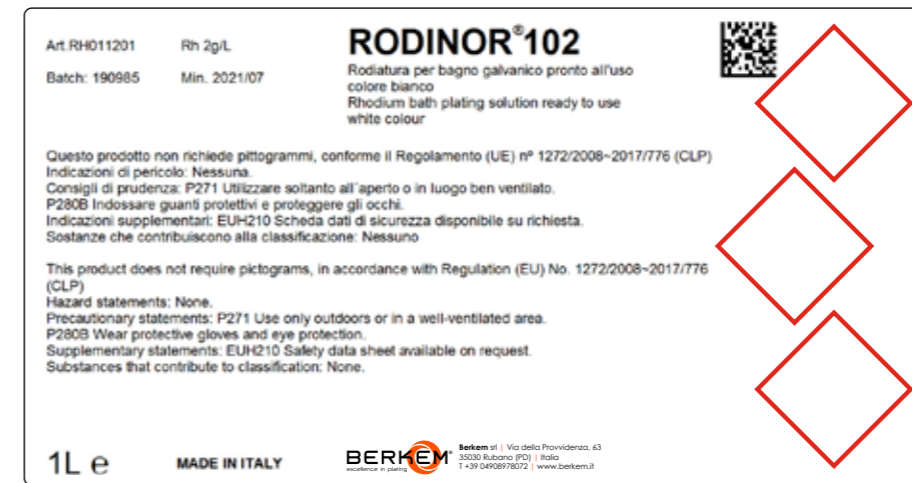 Art.RH011201 Rh 2g/L
Batch: 190985 Min. 2021/07
RODINOR®102
Rodiatura per bagno galvanico pronto all'uso
colore bianco
Rhodium bath plating solution ready to use
white colour
Questo prodotto non richiede pittogrammi, conforme il Regolamento (UE) nº 1272/2008~2017/776 (CLP)
Indicazioni di pericolo: Nessuna.
Consigli di prudenza: P271 Utilizzare soltanto all´aperto o in luogo ben ventilato.
P280B Indossare guanti protettivi e proteggere gli occhi.
Indicazioni supplementari: EUH210 Scheda dati di sicurezza disponibile su richiesta.
Sostanze che contribuiscono alla classificazione: Nessuno
This product does not require pictograms, in accordance with Regulation (EU) No. 1272/2008~2017/776
(CLP)
Hazard statements: None.
Precautionary statements: P271 Use only outdoors or in a well-ventilated area.
P280B Wear protective gloves and eye protection.
Supplementary statements: EUH210 Safety data sheet available on request.
Substances that contribute to classification: None.
1L e
MADE IN ITALY
BERKEM®
excellence in plating
Berkem srl | Via della Provvidenza, 63
35030 Rubano (PD) | Italia
T +39 04908978072 | www.berkem.it